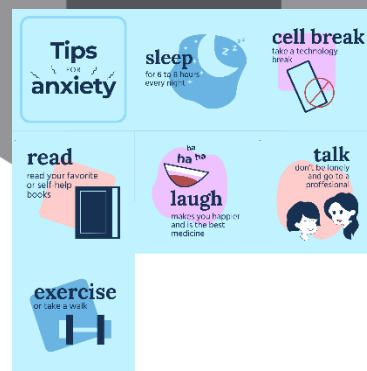 Tips
FOR
anxiety
sleep
for 6 to 8 hours
every night
z z z
cell break
take a technology
break
read
read your favorite
or self-help
books
ha
ha ha
laugh
makes you happier
and is the best
medicine
talk
don't be lonely
and go to a
proffesional
exercise
or take a walk